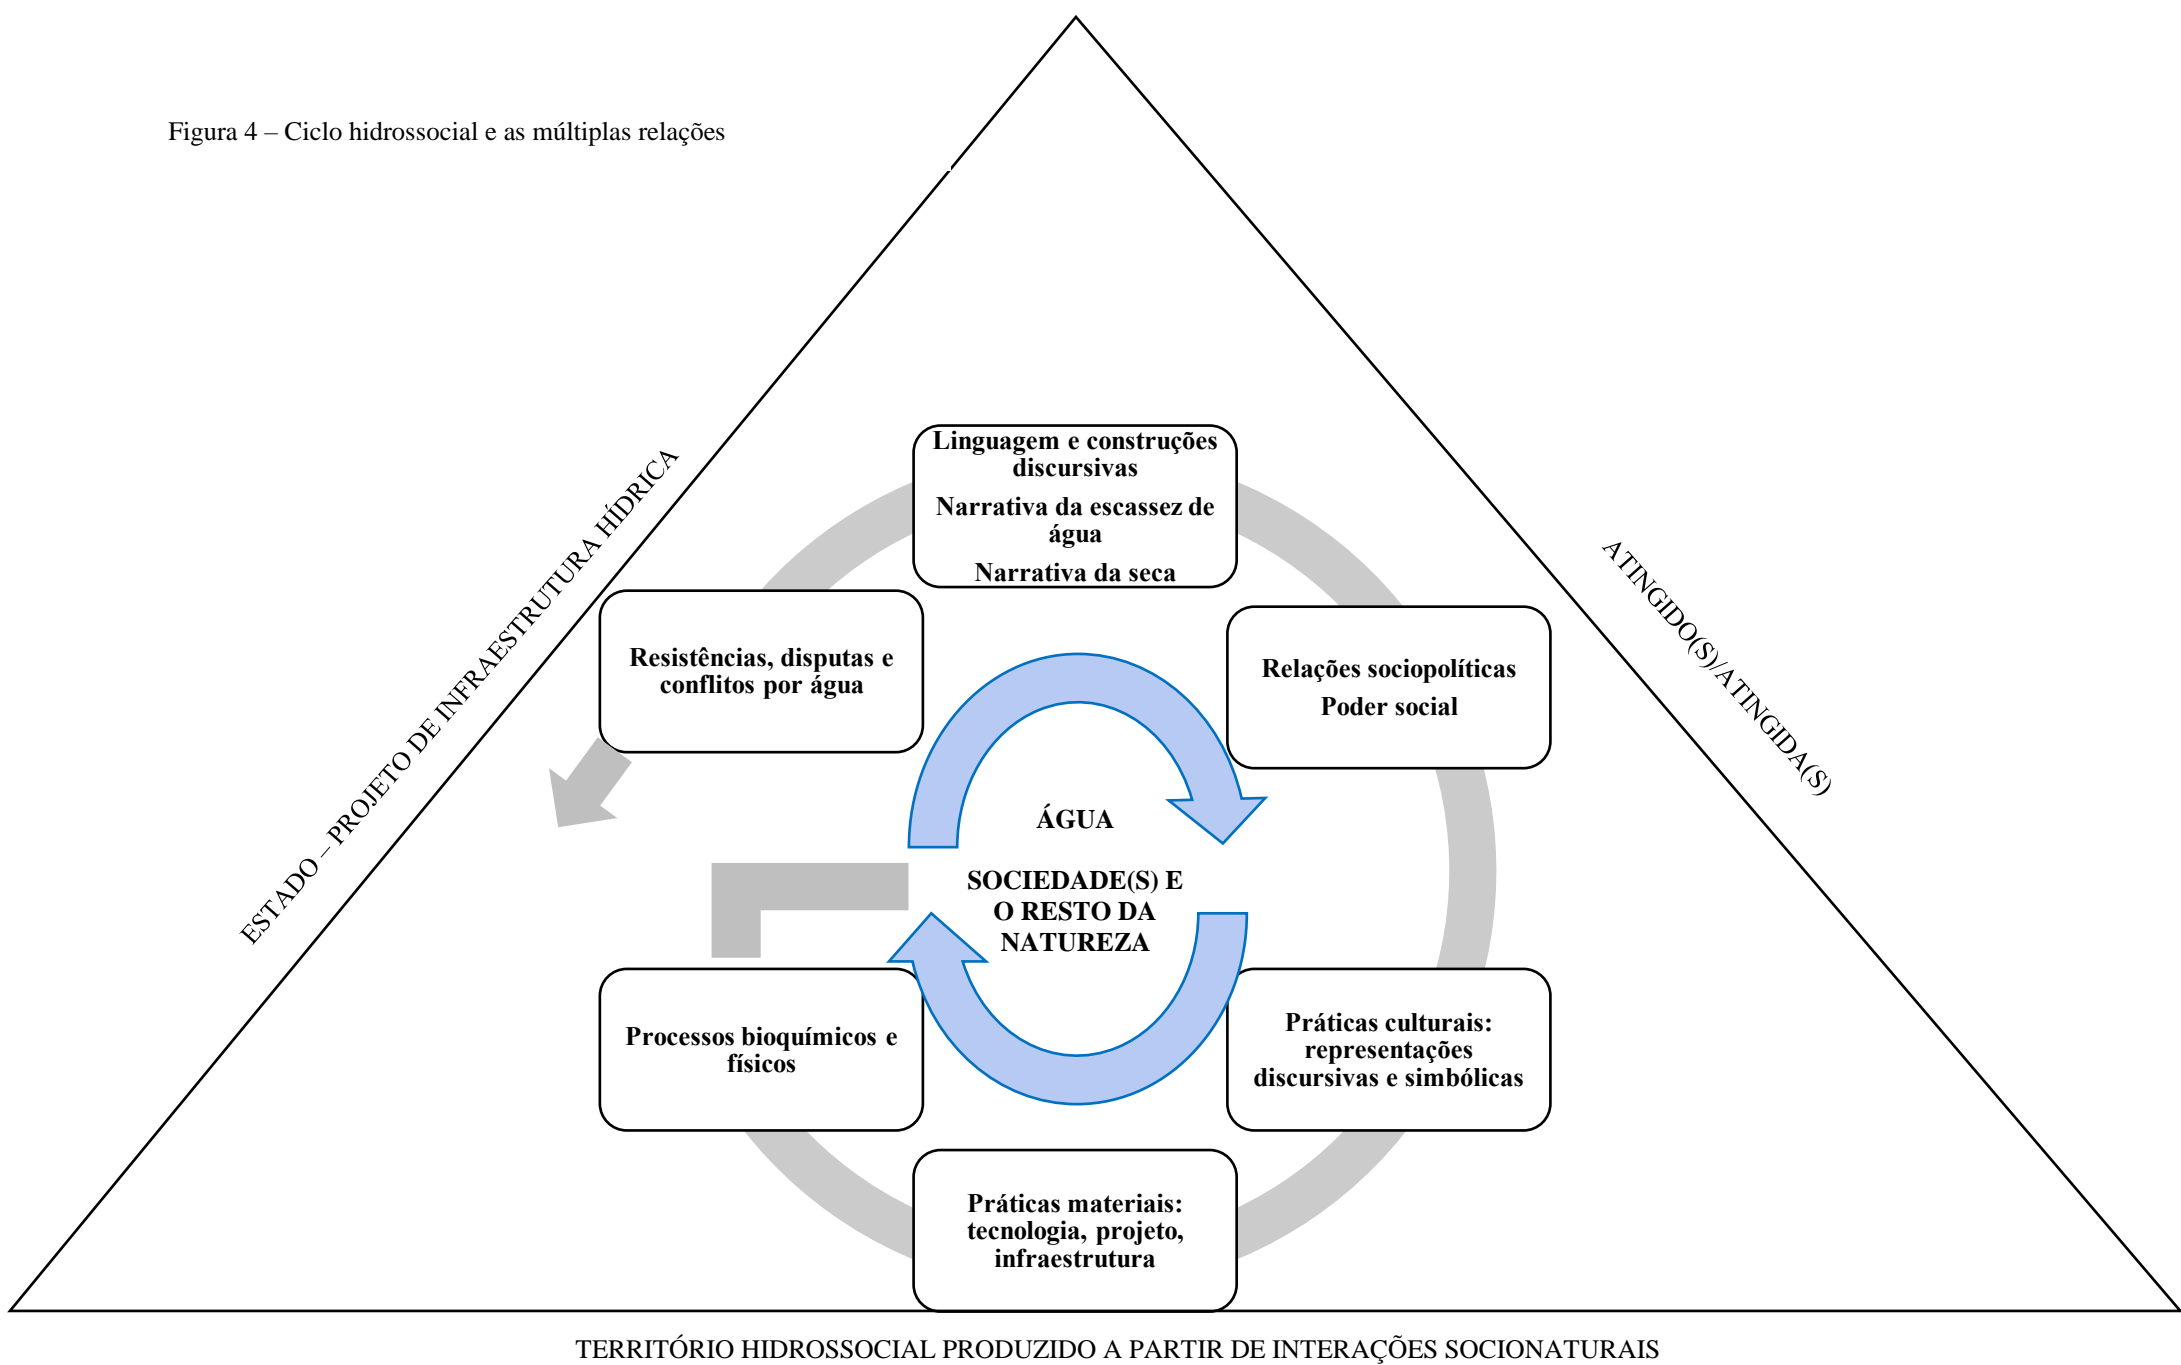 Figura 4 – Ciclo hidrossocial e as múltiplas relações
ESTADO – PROJETO DE INFRAESTRUTURA HÍDRICA
ATINGIDO(S)/ATINGIDA(S)
Linguagem e construções
discursivas
Narrativa da escassez de
água
Narrativa da seca
Resistências, disputas e
conflitos por água
Relações sociopolíticas
Poder social
ÁGUA
SOCIEDADE(S) E
O RESTO DA
NATUREZA
Processos bioquímicos e
físicos
Práticas culturais:
representações
discursivas e simbólicas
Práticas materiais:
tecnologia, projeto,
infraestrutura
TERRITÓRIO HIDROSSOCIAL PRODUZIDO A PARTIR DE INTERAÇÕES SOCIONATURAIS